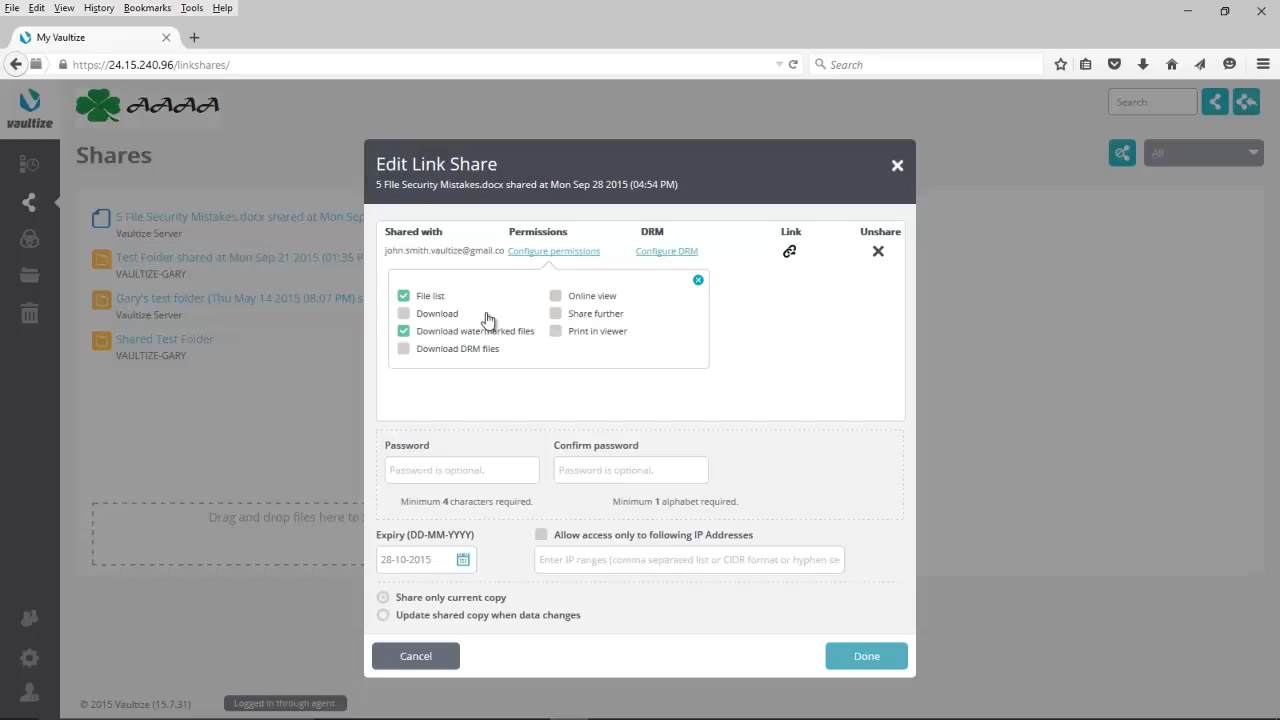 File Edit View History Bookmarks Tools Help
My Vaultize
https://24.15.240.96/linkshares/
Search
vaultize
AAAA
Search
Shares
All
5 FIle Security Mistakes.docx shared at Mon Sep
Vaultize Server
Test Folder shared at Mon Sep 21 2015 (01:35 P
VAULTIZE-GARY
Gary's test folder (Thu May 14 2015 08:07 PM) s
VAULTIZE-GARY
Shared Test Folder
VAULTIZE-GARY
Drag and drop files here to
Edit Link Share
5 FIle Security Mistakes.docx shared at Mon Sep 28 2015 (04:54 PM)
Shared with Permissions DRM Link Unshare
john.smith.vaultize@gmail.co Configure permissions Configure DRM
File list Online view
Download Share further
Download watermarked files Print in viewer
Download DRM files
Password Confirm password
Password is optional. Password is optional.
Minimum 4 characters required. Minimum 1 alphabet required.
Expiry (DD-MM-YYYY) Allow access only to following IP Addresses
28-10-2015 Enter IP ranges (comma separated list or CIDR format or hyphen se
Share only current copy
Update shared copy when data changes
Cancel Done
© 2015 Vaultize (15.7.31) Logged in through agent